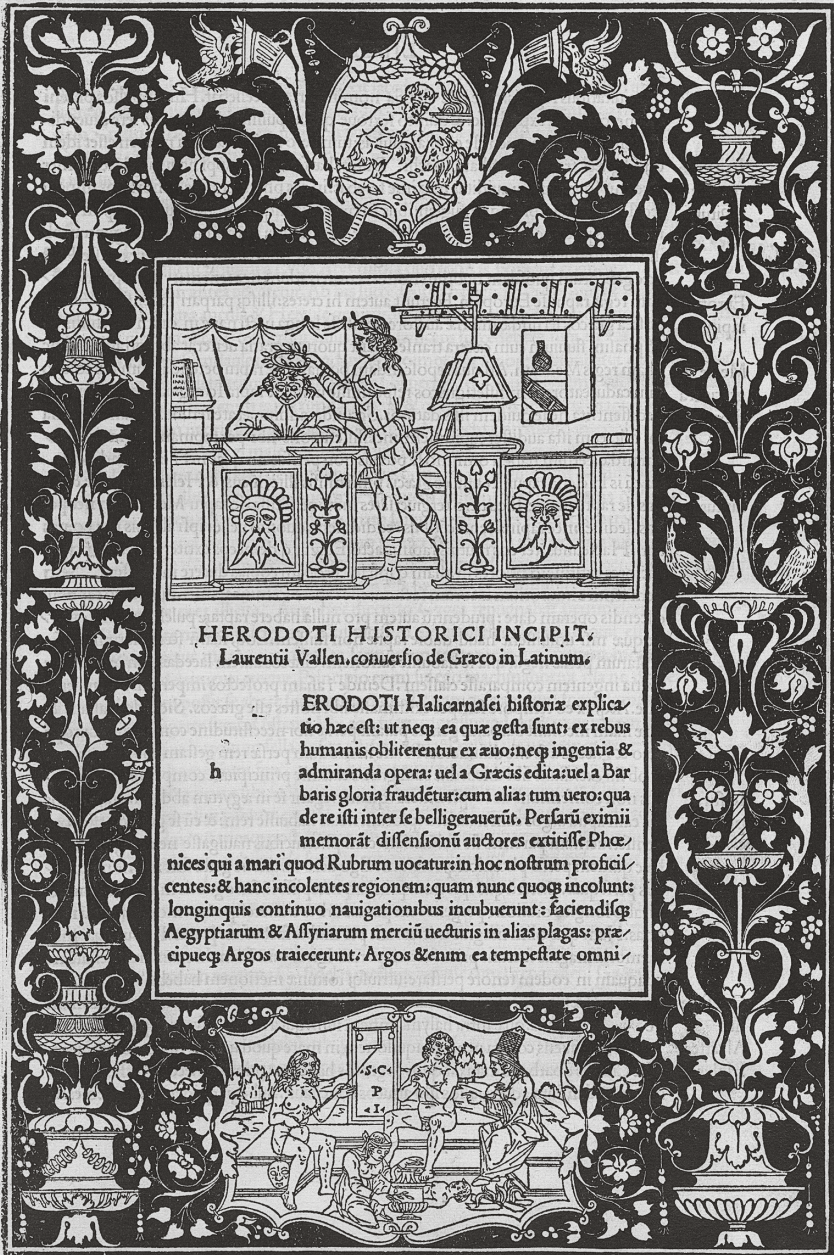 HERODOTI HISTORICI INCIPIT.
Laurentii Vallen. conuersio de Græco in Latinum.
ERODOTI Halicarnasei historiæ explica/
tio hæc est: ut neq; ea quæ gesta sunt: ex rebus
humanis obliterentur ex æuo: neq; ingentia &
h
admiranda opera: uel a Græcis edita: uel a Bar
baris gloria fraudētur: cum alia: tum uero: qua
de re isti inter se belligerauerūt. Persarū eximii
memorāt dissensionū auctores extitisse Phœ/
nices qui a mari quod Rubrum uocatur: in hoc nostrum proficis/
centes: & hanc incolentes regionem: quam nunc quoq; incolunt:
longinquis continuo nauigationibus incubuerunt: faciendisq;
Aegyptiarum & Assyriarum merciū uecturis in alias plagas: præ/
cipueq; Argos traiecerunt. Argos &enim ea tempestate omni/
·S·C·
P
·I·